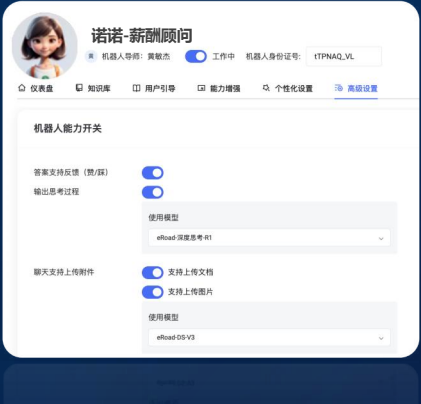 诺诺-薪酬顾问
黄 机器人导师：黄敏杰 工作中 机器人身份证号: tTPNAQ_VL
仪表盘 知识库 用户引导 能力增强 个性化设置 高级设置
机器人能力开关
答案支持反馈（赞/踩）
输出思考过程
使用模型
eRoad-深度思考-R1
聊天支持上传附件 支持上传文档
支持上传图片
使用模型
eRoad-DS-V3